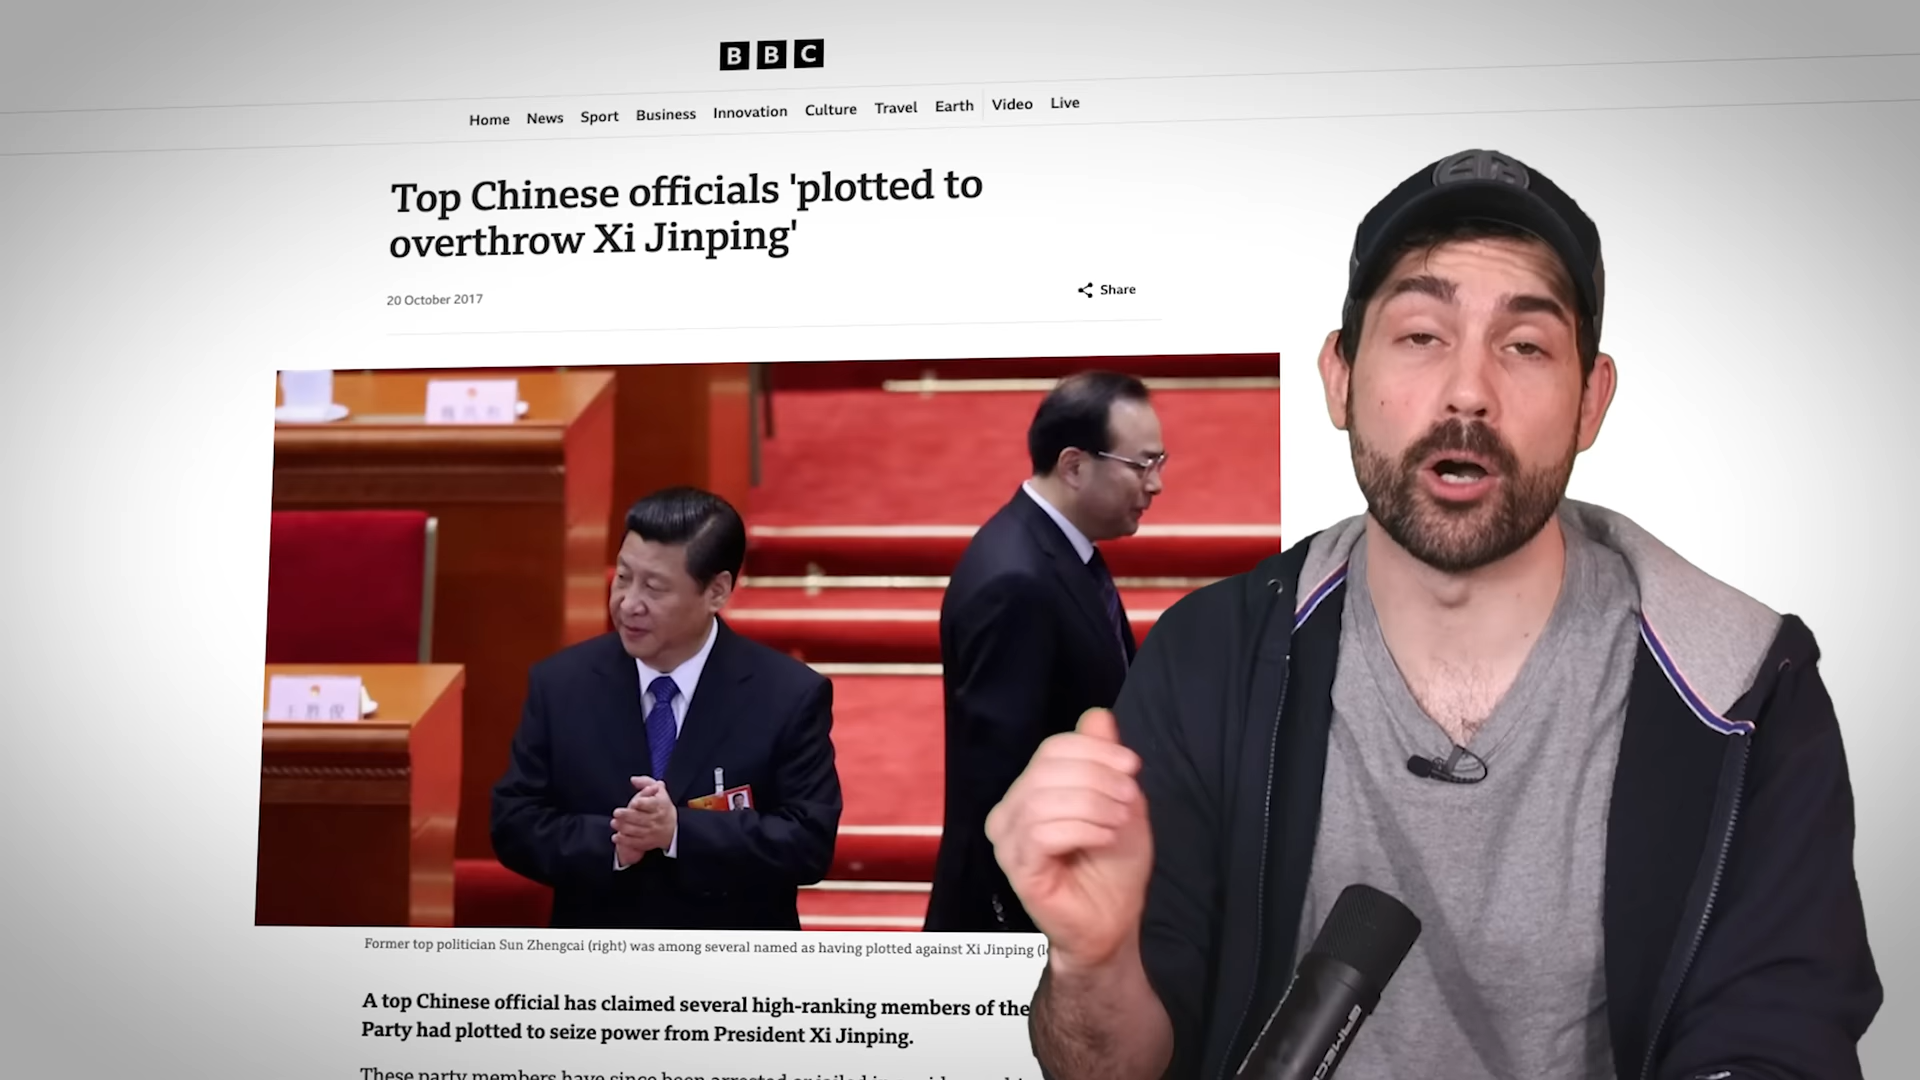 BBC
Home News Sport Business Innovation Culture Travel Earth Video Live
Top Chinese officials 'plotted to
overthrow Xi Jinping'
20 October 2017
Share
Former top politician Sun Zhengcai (right) was among several named as having plotted against Xi Jinping
A top Chinese official has claimed several high-ranking members of the
Party had plotted to seize power from President Xi Jinping.
These party members have since been arrested or jailed